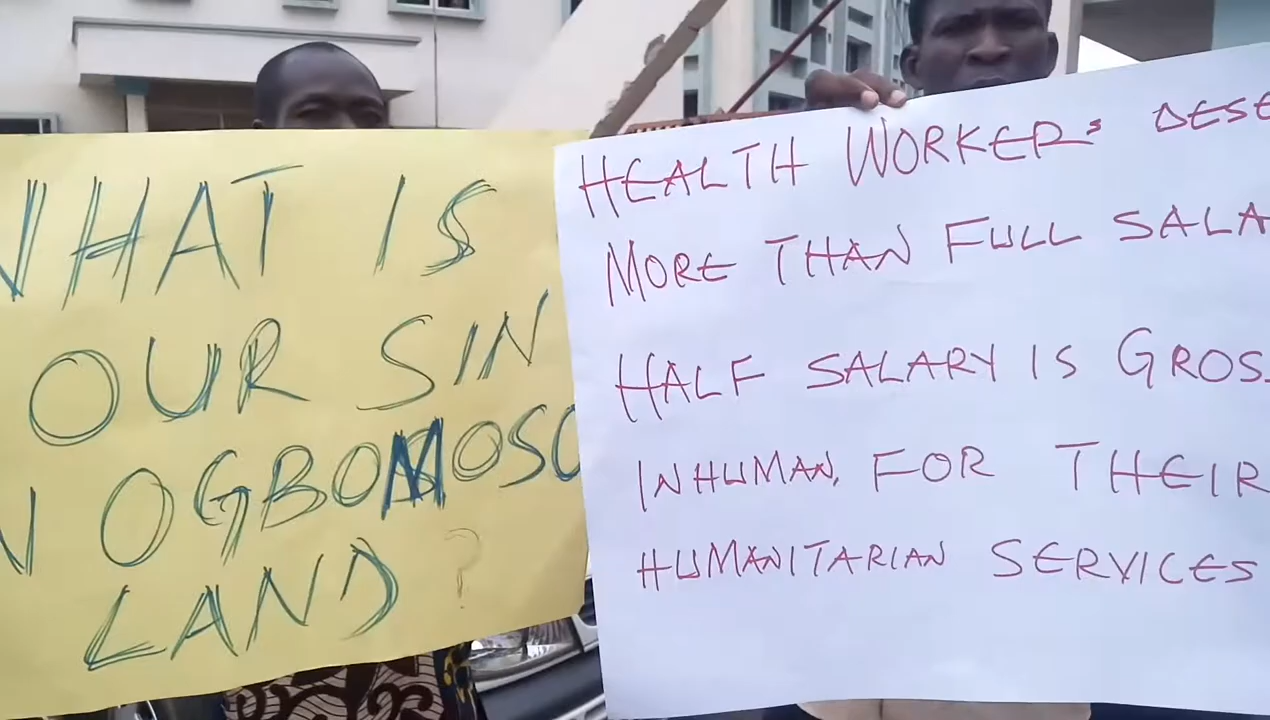 WHAT IS
OUR SIN
N OGBOMOSO
LAND?
HEALTH WORKERS DESE
MORE THAN FULL SALA
HALF SALARY IS GROS
INHUMAN, FOR THEIR
HUMANITARIAN SERVICES